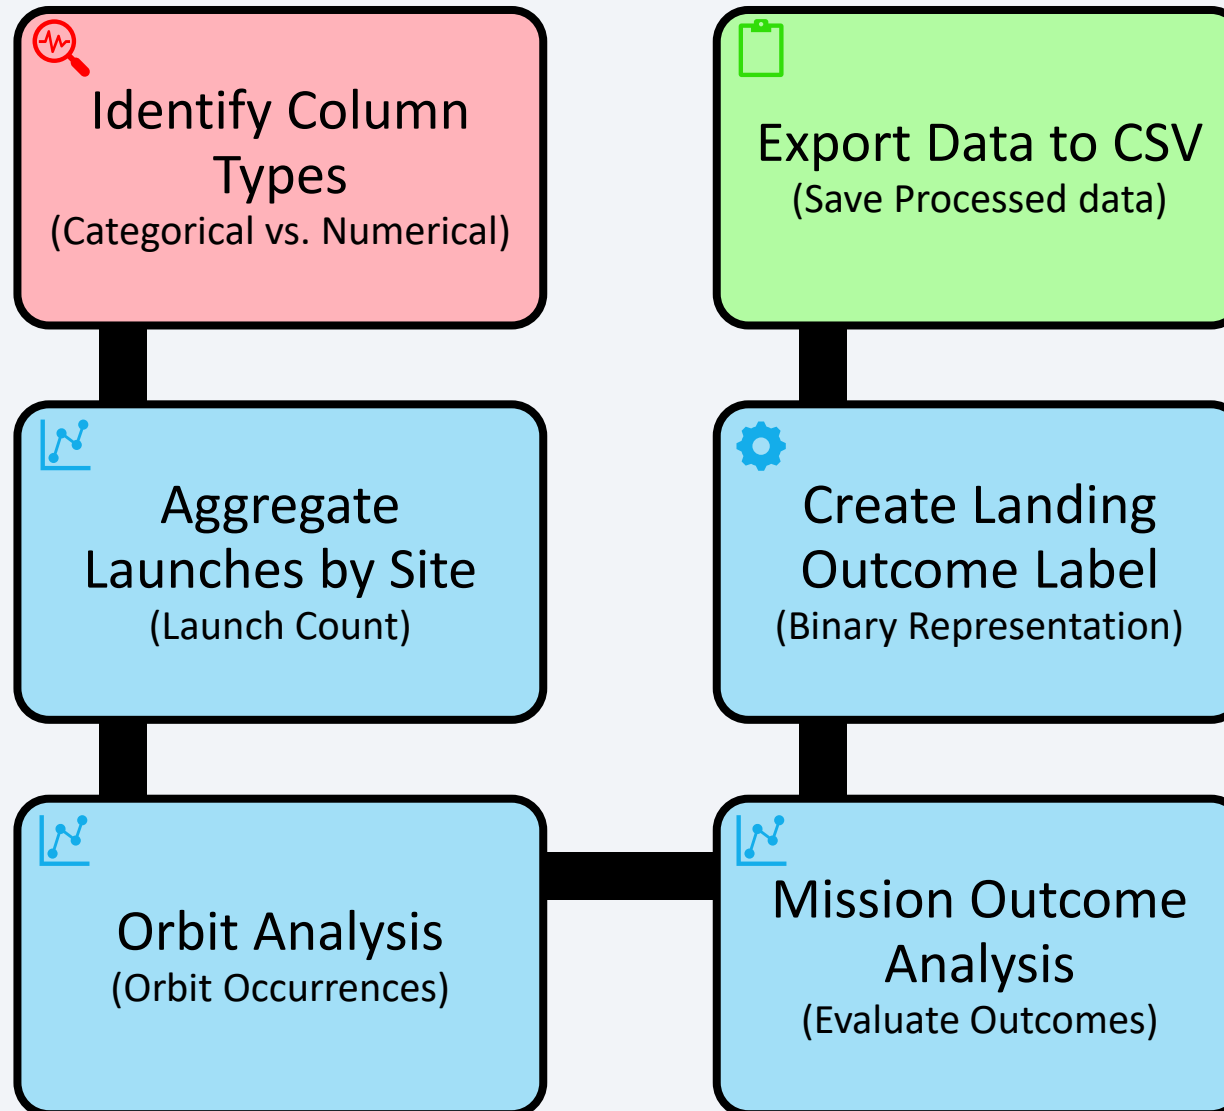 Identify Column
Types
(Categorical vs. Numerical)
Aggregate
Launches by Site
(Launch Count)
Orbit Analysis
(Orbit Occurrences)
Mission Outcome
Analysis
(Evaluate Outcomes)
Create Landing
Outcome Label
(Binary Representation)
Export Data to CSV
(Save Processed data)